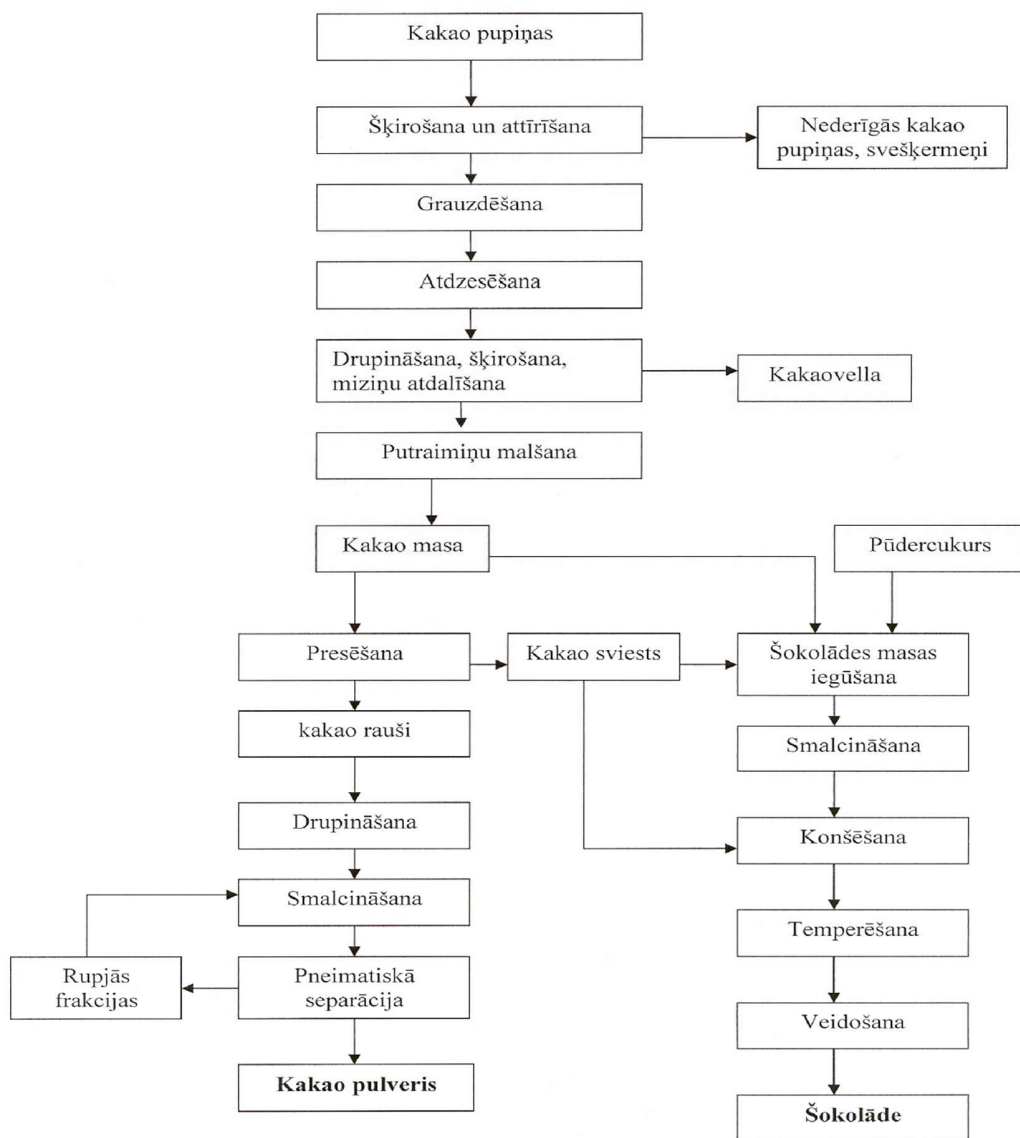 Kakao pupiņas
Šķirošana un attīrīšana
Nederīgās kakao
pupiņas, svešķermeņi
Grauzdēšana
Atdzesēšana
Drupināšana, šķirošana,
miziņu atdalīšana
Kakaovella
Putraimiņu malšana
Kakao masa
Pūdercukurs
Presēšana
Kakao sviests
Šokolādes masas
iegūšana
kakao rauši
Smalcināšana
Drupināšana
Konšēšana
Smalcināšana
Temperēšana
Rupjās
frakcijas
Pneimatiskā
separācija
Veidošana
Kakao pulveris
Šokolāde